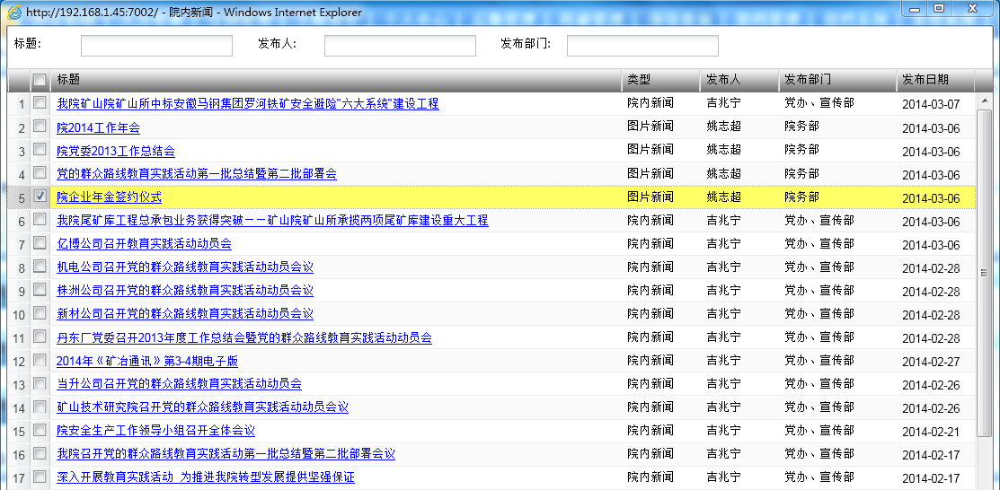 http://192.168.1.45:7002/ - 院内新闻 - Windows Internet Explorer
标题: 发布人: 发布部门:
标题 类型 发布人 发布部门 发布日期
1 我院矿山院矿山所中标安徽马钢集团罗河铁矿安全避险"六大系统"建设工程 院内新闻 吉兆宁 党办、宣传部 2014-03-07
2 院2014工作年会 图片新闻 姚志超 院务部 2014-03-06
3 院党委2013工作总结会 图片新闻 姚志超 院务部 2014-03-06
4 党的群众路线教育实践活动第一批总结暨第二批部署会 图片新闻 姚志超 院务部 2014-03-06
5 院企业年金签约仪式 图片新闻 姚志超 院务部 2014-03-06
6 我院尾矿库工程总承包业务获得突破——矿山院矿山所承揽两项尾矿库建设重大工程 院内新闻 吉兆宁 党办、宣传部 2014-03-06
7 亿博公司召开教育实践活动动员会 院内新闻 吉兆宁 党办、宣传部 2014-03-06
8 机电公司召开党的群众路线教育实践活动动员会议 院内新闻 吉兆宁 党办、宣传部 2014-02-28
9 株洲公司召开党的群众路线教育实践活动动员会议 院内新闻 吉兆宁 党办、宣传部 2014-02-28
10 新材公司召开党的群众路线教育实践活动动员会议 院内新闻 吉兆宁 党办、宣传部 2014-02-28
11 丹东厂党委召开2013年度工作总结会暨党的群众路线教育实践活动动员会 院内新闻 吉兆宁 党办、宣传部 2014-02-28
12 2014年《矿冶通讯》第3-4期电子版 院内新闻 吉兆宁 党办、宣传部 2014-02-27
13 当升公司召开党的群众路线教育实践活动动员会 院内新闻 吉兆宁 党办、宣传部 2014-02-26
14 矿山技术研究院召开党的群众路线教育实践活动动员会议 院内新闻 吉兆宁 党办、宣传部 2014-02-26
15 院安全生产工作领导小组召开全体会议 院内新闻 吉兆宁 党办、宣传部 2014-02-21
16 我院召开党的群众路线教育实践活动第一批总结暨第二批部署会议 院内新闻 吉兆宁 党办、宣传部 2014-02-17
17 深入开展教育实践活动 为推进我院转型发展提供坚强保证 院内新闻 吉兆宁 党办、宣传部 2014-02-17